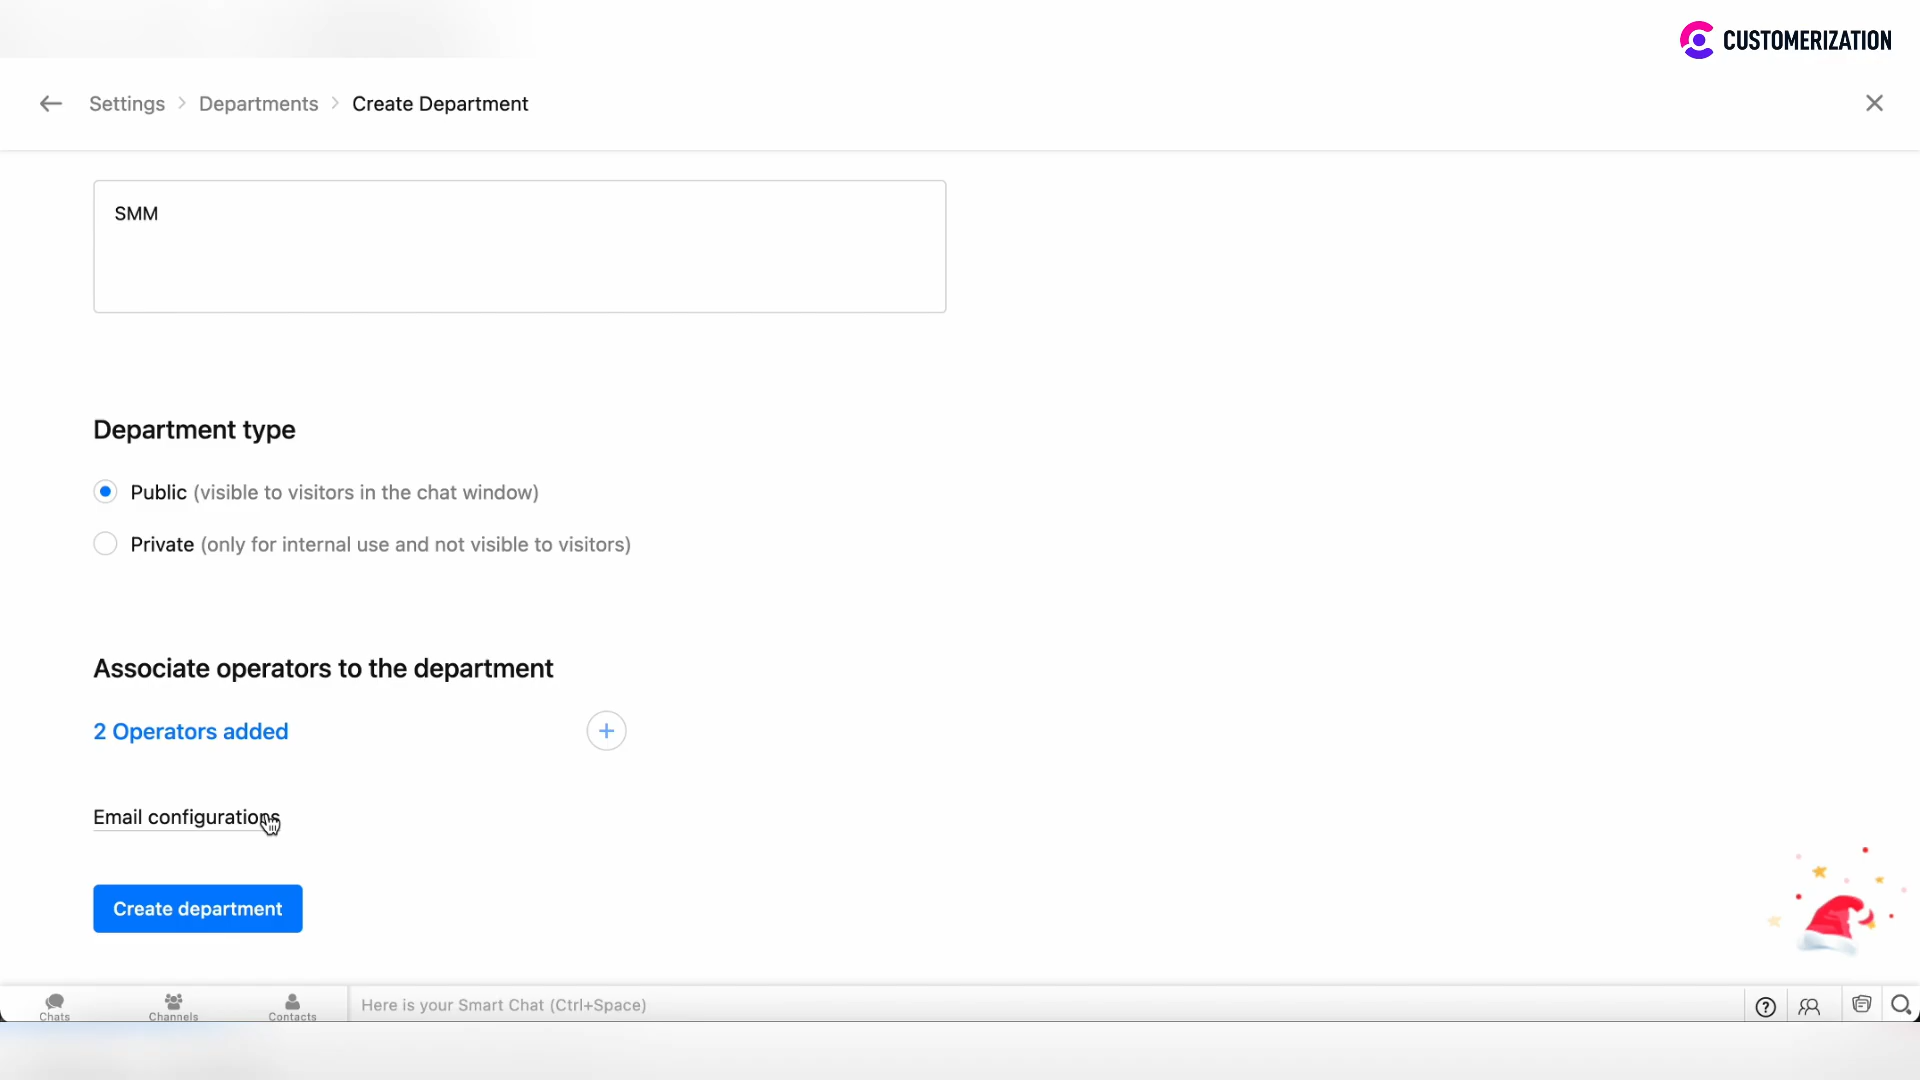 CUSTOMERIZATION
Settings > Departments > Create Department
SMM
Department type
Public (visible to visitors in the chat window)
Private (only for internal use and not visible to visitors)
Associate operators to the department
2 Operators added
Email configurations
Create department
Chats
Channels
Contacts
Here is your Smart Chat (Ctrl+Space)